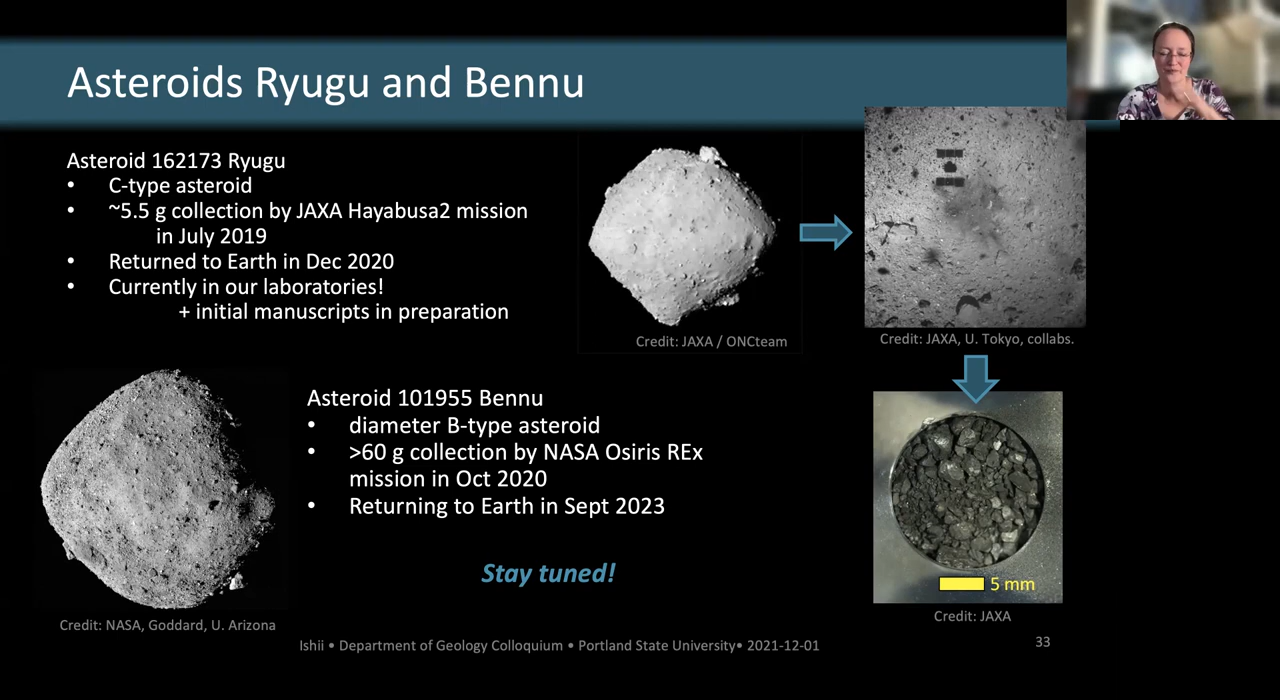 Asteroids Ryugu and Bennu
Asteroid 162173 Ryugu
• C-type asteroid
• ~5.5 g collection by JAXA Hayabusa2 mission
in July 2019
• Returned to Earth in Dec 2020
• Currently in our laboratories!
+ initial manuscripts in preparation
Credit: JAXA / ONCteam
Credit: JAXA, U. Tokyo, collabs.
Asteroid 101955 Bennu
• diameter B-type asteroid
• >60 g collection by NASA Osiris REx
mission in Oct 2020
• Returning to Earth in Sept 2023
Stay tuned!
5 mm
Credit: JAXA
Credit: NASA, Goddard, U. Arizona
Ishii • Department of Geology Colloquium • Portland State University• 2021-12-01
33